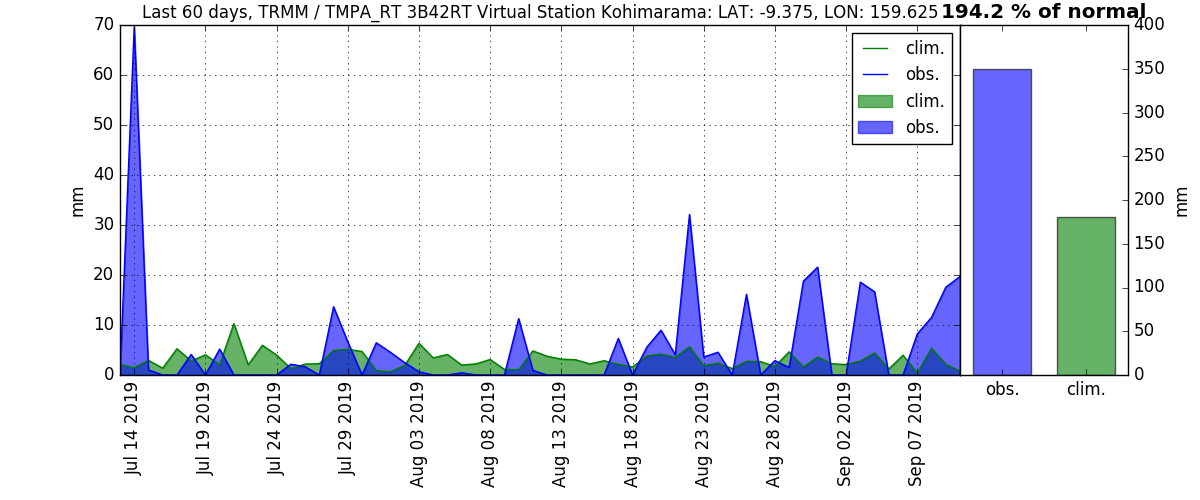 Last 60 days, TRMM / TMPA_RT 3B42RT Virtual Station Kohimarama: LAT: -9.375, LON: 159.625
194.2 % of normal
mm
70
60
50
40
30
20
10
0
Jul 14 2019
Jul 19 2019
Jul 24 2019
Jul 29 2019
Aug 03 2019
Aug 08 2019
Aug 13 2019
Aug 18 2019
Aug 23 2019
Aug 28 2019
Sep 02 2019
Sep 07 2019
clim.
obs.
clim.
obs.
400
350
300
250
200
150
100
50
0
mm
obs.
clim.